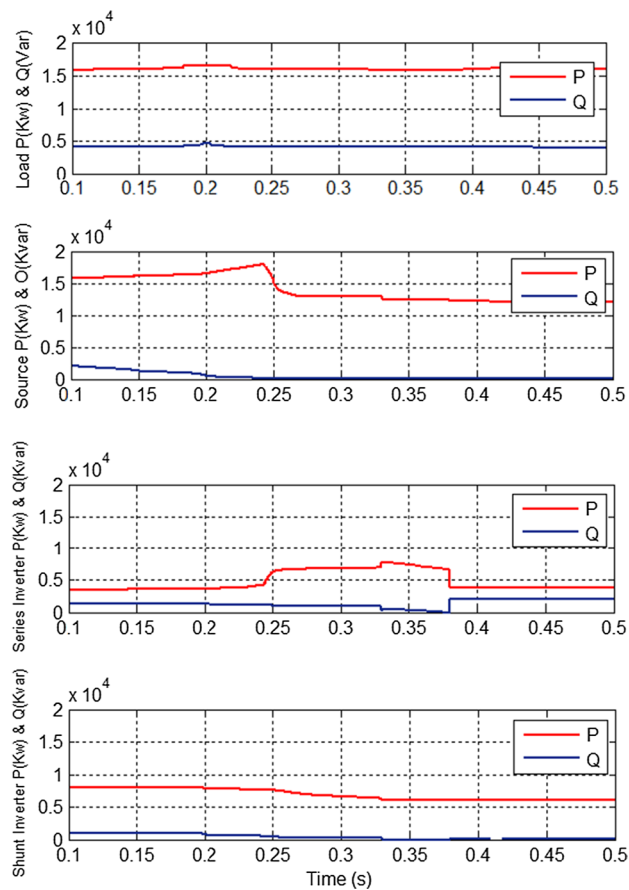 x 10^4
Load P(Kw) & Q(Var)
2
1.5
1
0.5
0
P
Q
0.1 0.15 0.2 0.25 0.3 0.35 0.4 0.45 0.5
x 10^4
Source P(Kw) & O(Kvar)
2
1.5
1
0.5
0
P
Q
0.1 0.15 0.2 0.25 0.3 0.35 0.4 0.45 0.5
x 10^4
Series Inverter P(Kw) & Q(Kvar)
2
1.5
1
0.5
0
P
Q
0.1 0.15 0.2 0.25 0.3 0.35 0.4 0.45 0.5
x 10^4
Shunt Inverter P(Kw) & Q(Kvar)
2
1.5
1
0.5
0
P
Q
0.1 0.15 0.2 0.25 0.3 0.35 0.4 0.45 0.5
Time (s)